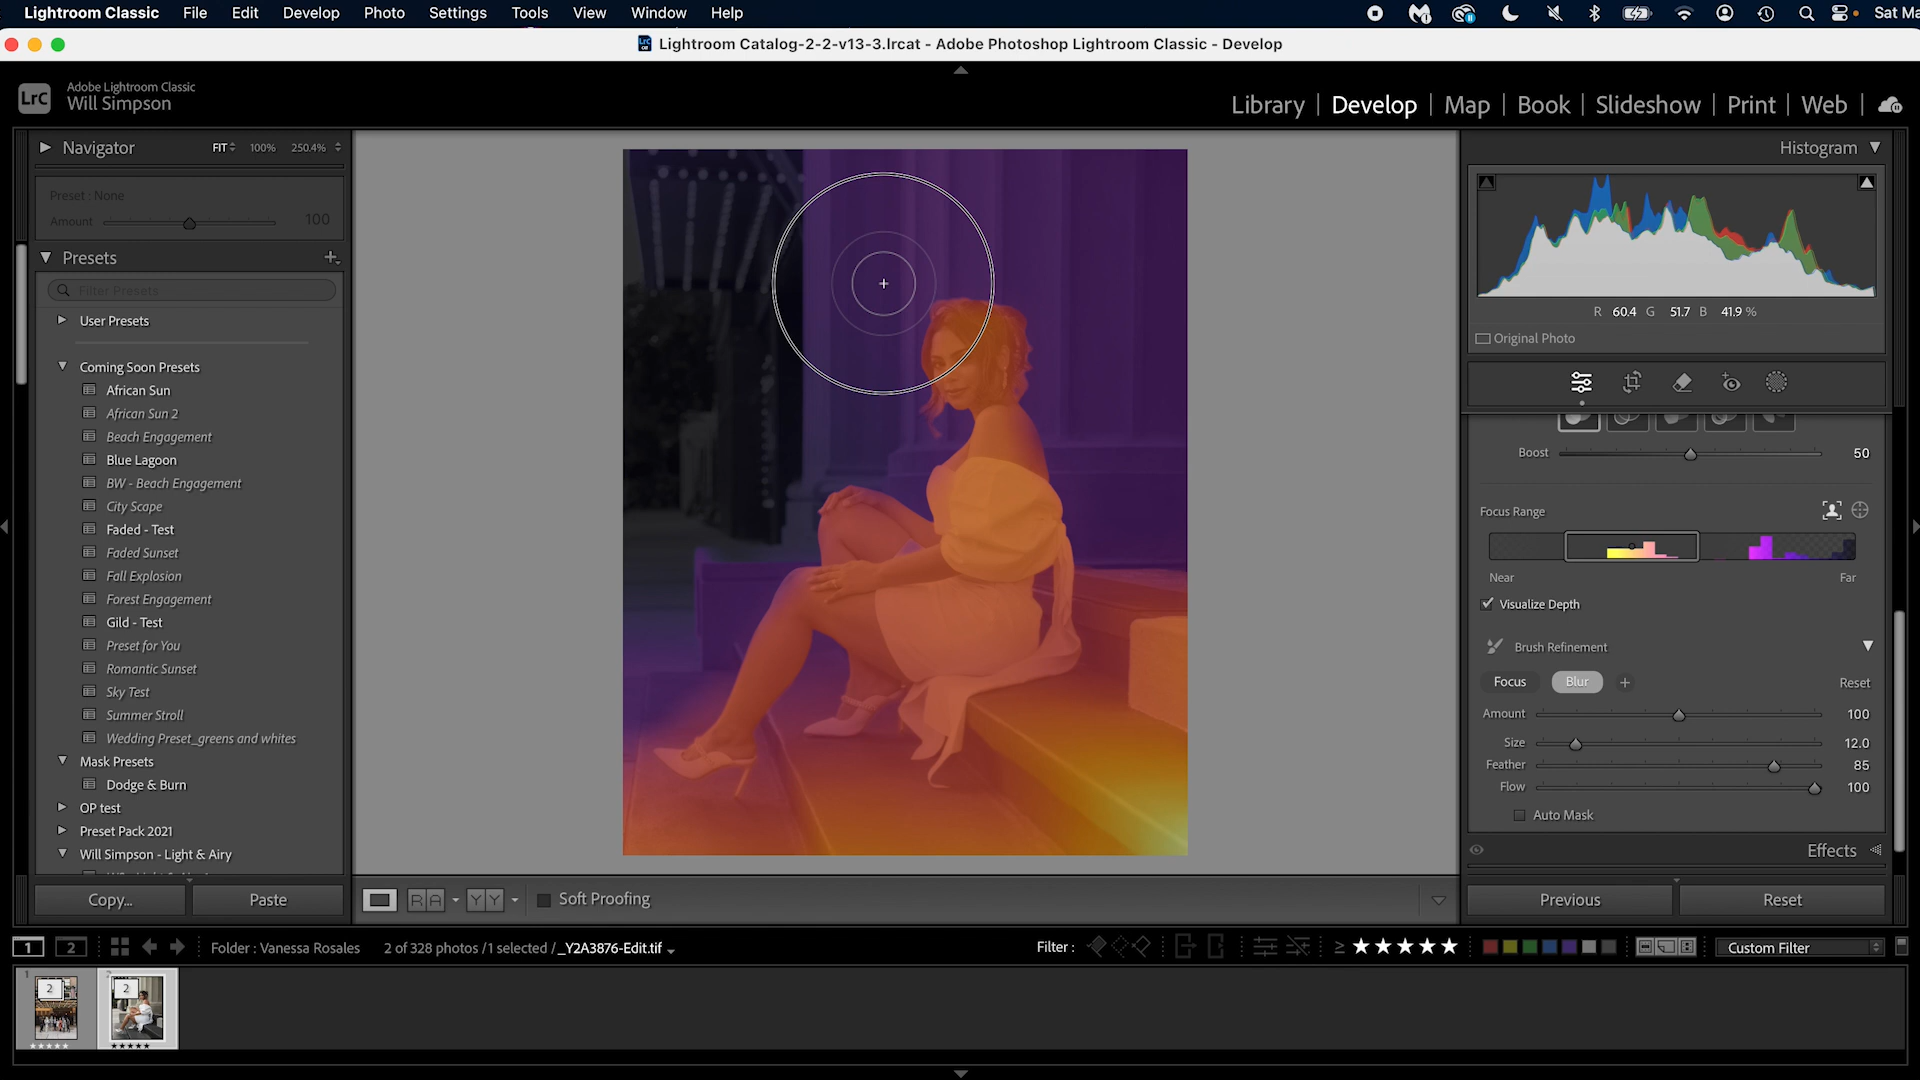 Lightroom Classic File Edit Develop Photo Settings Tools View Window Help Sat Ma
Lightroom Catalog-2-2-v13-3.lrcat - Adobe Photoshop Lightroom Classic - Develop
LrC Adobe Lightroom Classic
Will Simpson
Library | Develop | Map | Book | Slideshow | Print | Web
Navigator FIT 100% 250.4%
Histogram
Preset : None
Amount 100
Presets +
Filter Presets
User Presets
Coming Soon Presets
African Sun
African Sun 2
Beach Engagement
Blue Lagoon
BW - Beach Engagement
City Scape
Faded - Test
Faded Sunset
Fall Explosion
Forest Engagement
Gild - Test
Preset for You
Romantic Sunset
Sky Test
Summer Stroll
Wedding Preset_greens and whites
Mask Presets
Dodge & Burn
OP test
Preset Pack 2021
Will Simpson - Light & Airy
Copy... Paste
R 60.4 G 51.7 B 41.9 %
Original Photo
Boost 50
Focus Range
Near Far
Visualize Depth
Brush Refinement
Focus Blur + Reset
Amount 100
Size 12.0
Feather 85
Flow 100
Auto Mask
Effects
Previous Reset
R A Y Y Soft Proofing
1 2 Folder : Vanessa Rosales 2 of 328 photos /1 selected /_Y2A3876-Edit.tif Filter : ≥ ★★★★★ Custom Filter
1 2
2 2
★★★★★ ★★★★★